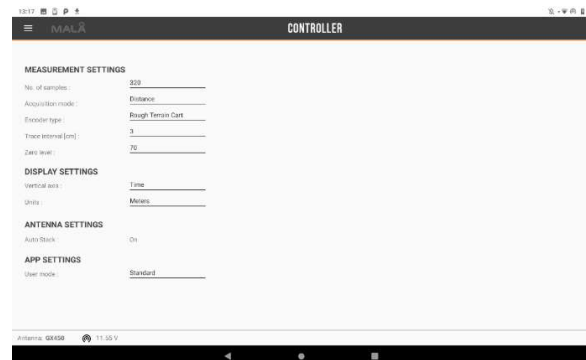 13:17
MALÅ
CONTROLLER
MEASUREMENT SETTINGS
No. of samples : 320
Acquisition mode : Distance
Encoder type : Rough Terrain Cart
Trace interval [cm] : 3
Zero level : 70
DISPLAY SETTINGS
Vertical axis : Time
Units : Meters
ANTENNA SETTINGS
Auto Stack : On
APP SETTINGS
User mode : Standard
Antenna: GX450 11.55 V